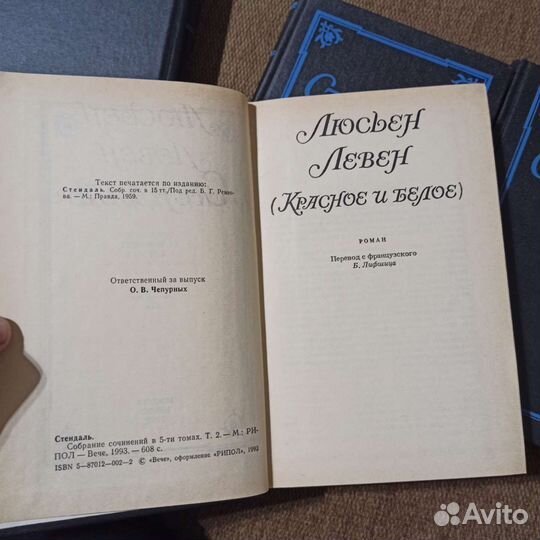 Текст печатается по изданию:
Стендаль. Собр. соч. в 15 тт./Под ред. Б. Г. Реизо-
ва. — М.: Правда, 1959.
Ответственный за выпуск
О. В. Чепурных
Стендаль.
Собрание сочинений в 5-ти томах. Т. 2. — М.: РИ-
ПОЛ — Вече, 1993. — 608 с.
ISBN 5—87012—002—2 © «Вече», оформление «РИПОЛ», 1993
Люсьен
Левен
(Красное и белое)
РОМАН
Перевод с французского
Б. Лифшица
Avito